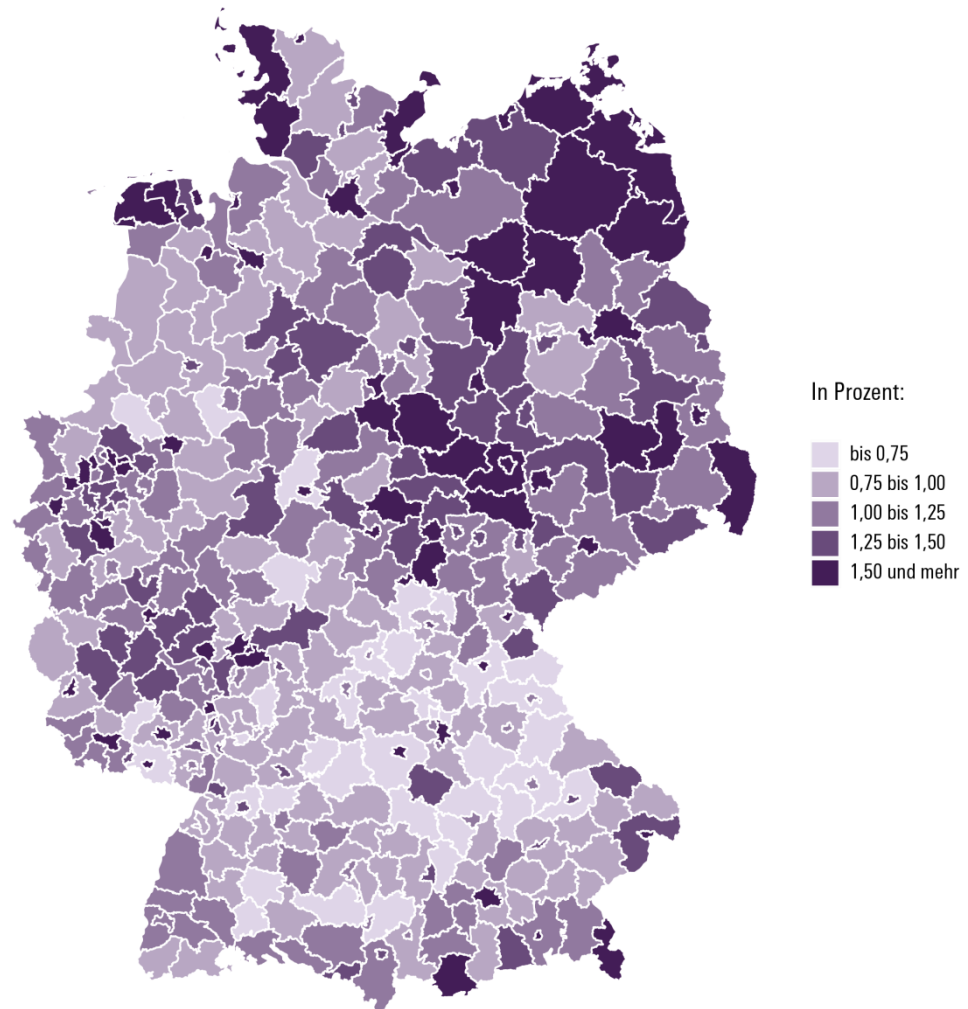 In Prozent:
bis 0,75
0,75 bis 1,00
1,00 bis 1,25
1,25 bis 1,50
1,50 und mehr